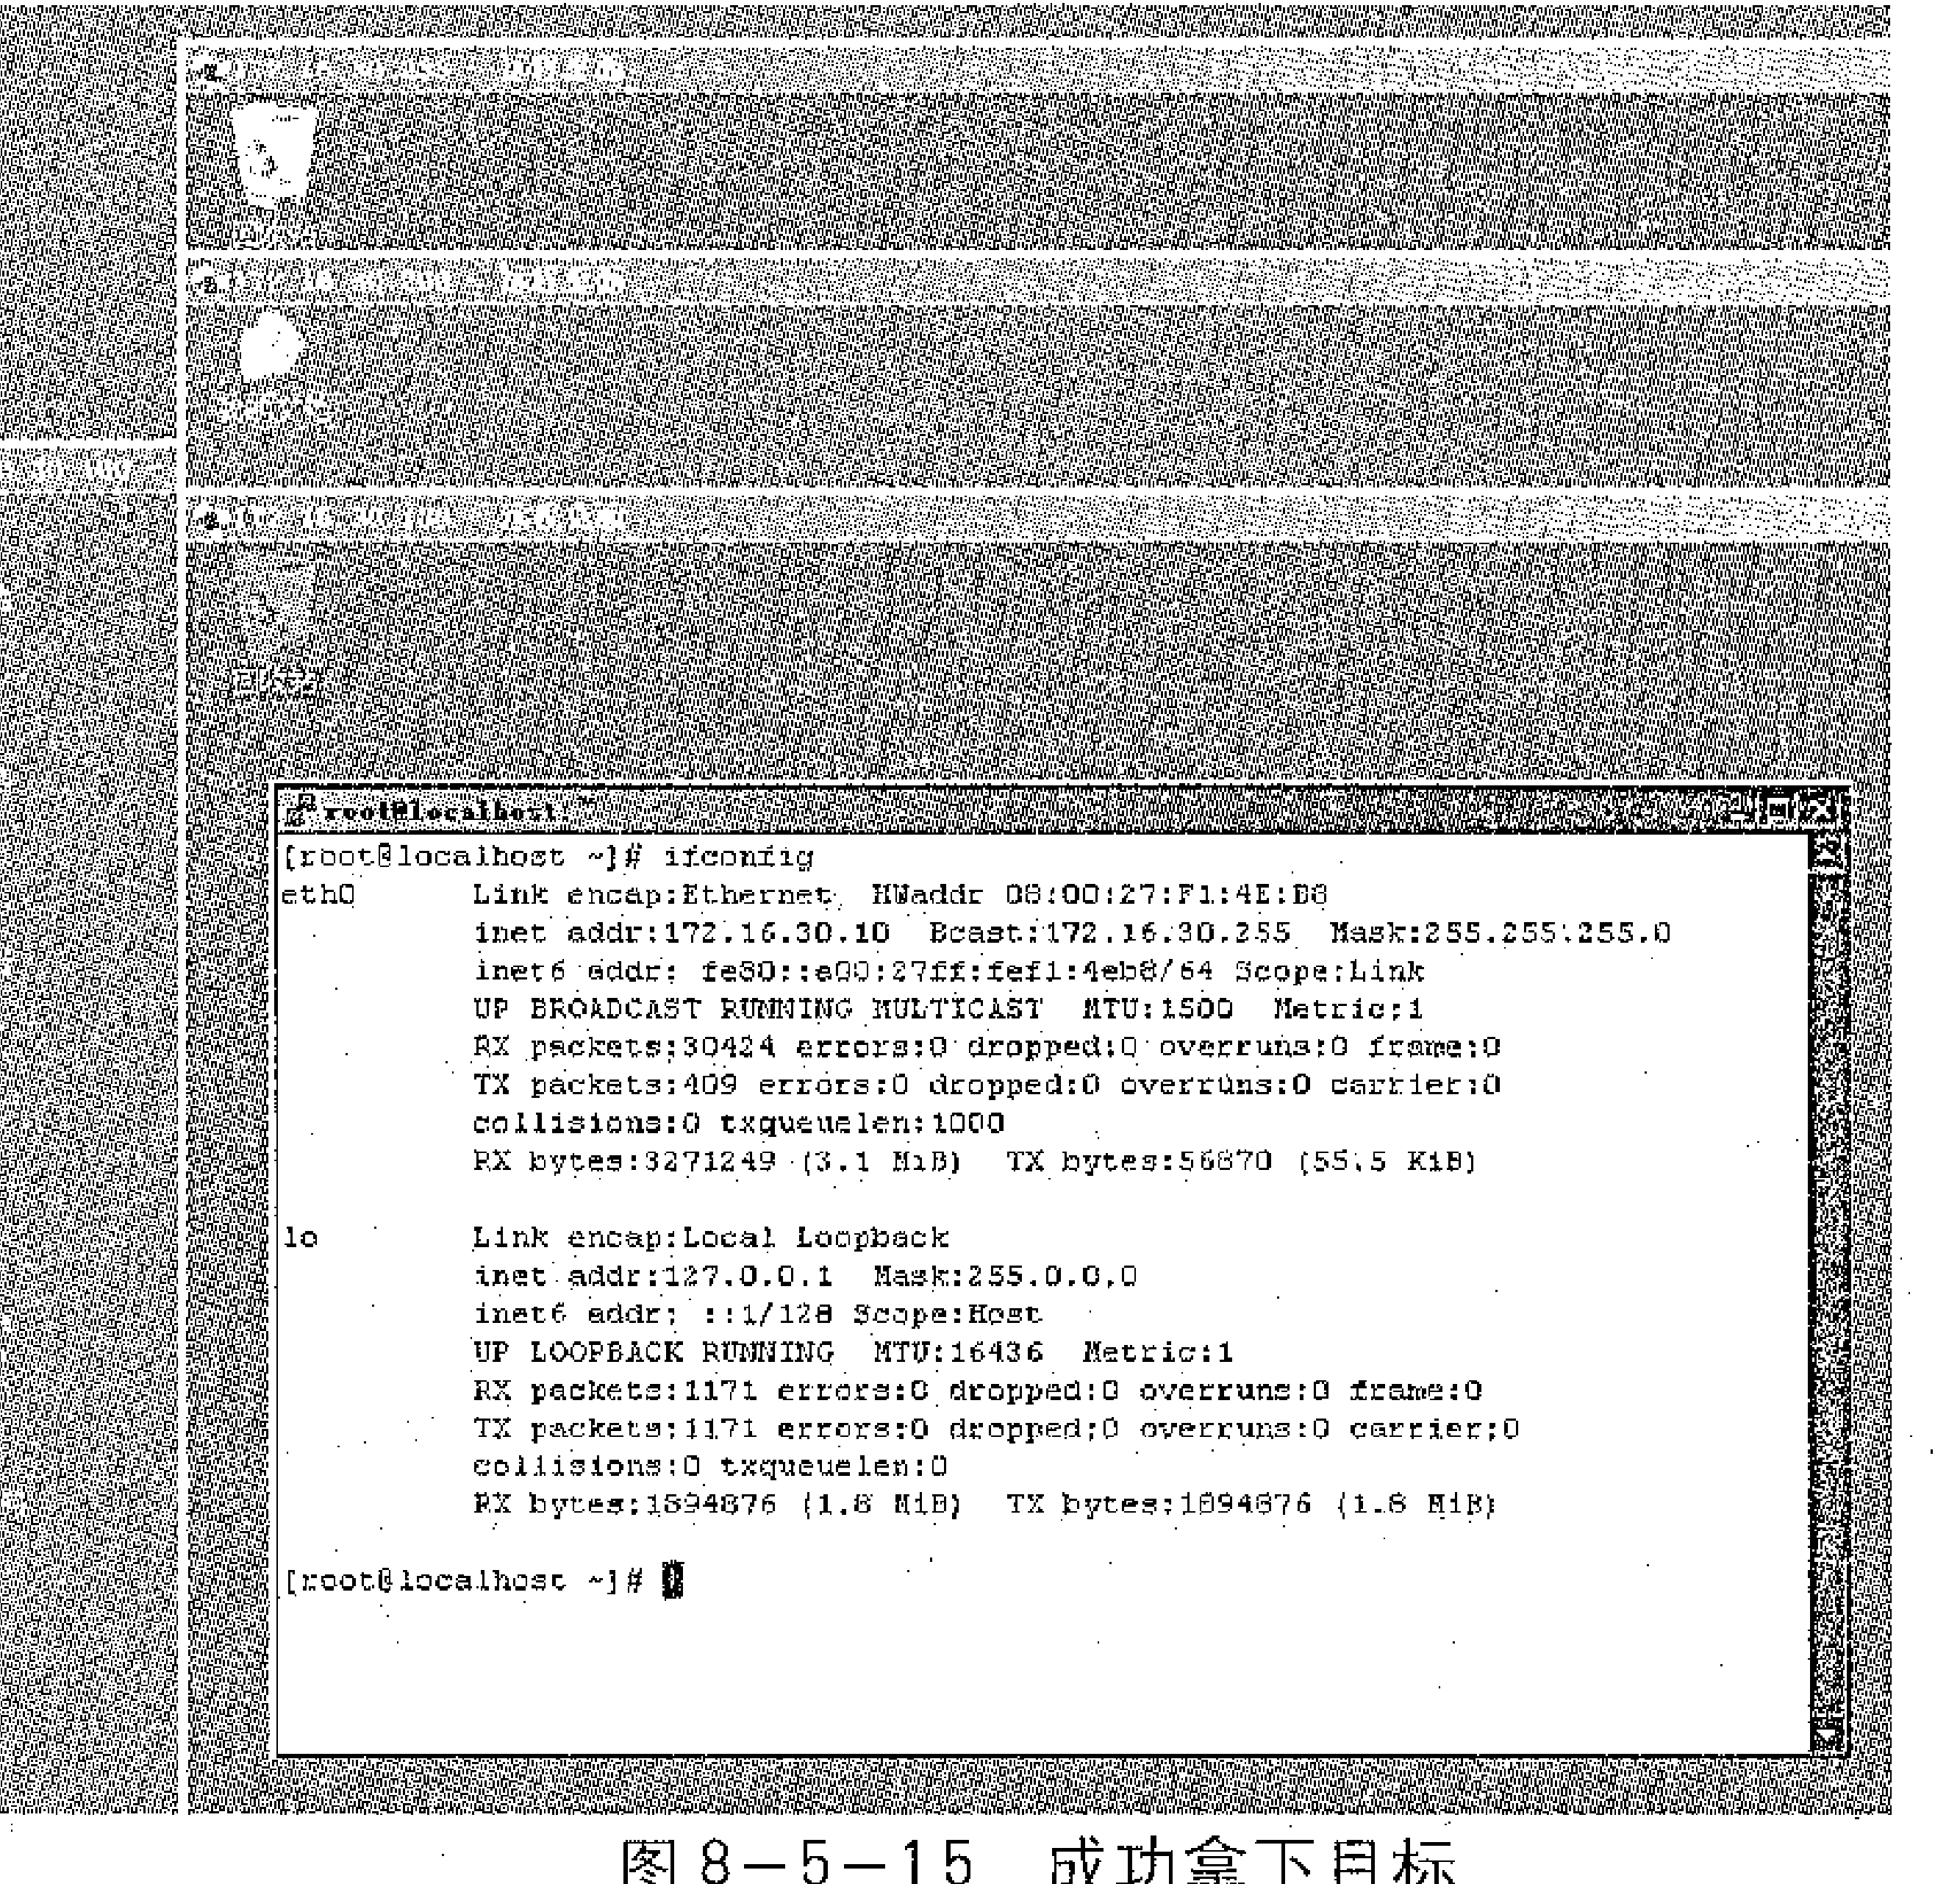 回收站
root@localhost:~
[root@localhost ~]# ifconfig
eth0 Link encap:Ethernet HWaddr 08:00:27:F1:4E:B8
inet addr:172.16.30.10 Bcast:172.16.30.255 Mask:255.255.255.0
inet6 addr: fe80::a00:27ff:fef1:4eb8/64 Scope:Link
UP BROADCAST RUNNING MULTICAST MTU:1500 Metric:1
RX packets:30424 errors:0 dropped:0 overruns:0 frame:0
TX packets:409 errors:0 dropped:0 overruns:0 carrier:0
collisions:0 txqueuelen:1000
RX bytes:3271249 (3.1 MiB) TX bytes:56870 (55.5 KiB)
lo Link encap:Local Loopback
inet addr:127.0.0.1 Mask:255.0.0.0
inet6 addr: ::1/128 Scope:Host
UP LOOPBACK RUNNING MTU:16436 Metric:1
RX packets:1171 errors:0 dropped:0 overruns:0 frame:0
TX packets:1171 errors:0 dropped:0 overruns:0 carrier:0
collisions:0 txqueuelen:0
RX bytes:1894876 (1.8 MiB) TX bytes:1894876 (1.8 MiB)
[root@localhost ~]#
图8-5-15 成功拿下目标